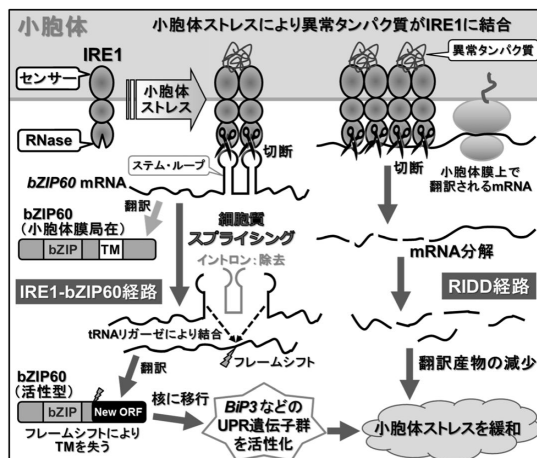 小胞体
小胞体ストレスにより異常タンパク質がIRE1に結合
IRE1
センサー
RNase
小胞体
ストレス
異常タンパク質
切断
切断
小胞体膜上で
翻訳されるmRNA
ステム・ループ
bZIP60 mRNA
翻訳
bZIP60
(小胞体膜局在)
bZIP
TM
細胞質
スプライシング
イントロン:除去
mRNA分解
IRE1-bZIP60経路
RIDD経路
tRNAリガーゼにより結合
フレームシフト
翻訳
翻訳産物の減少
bZIP60
(活性型)
bZIP
New ORF
フレームシフトにより
TMを失う
核に移行
BiP3などの
UPR遺伝子群
を活性化
小胞体ストレスを緩和